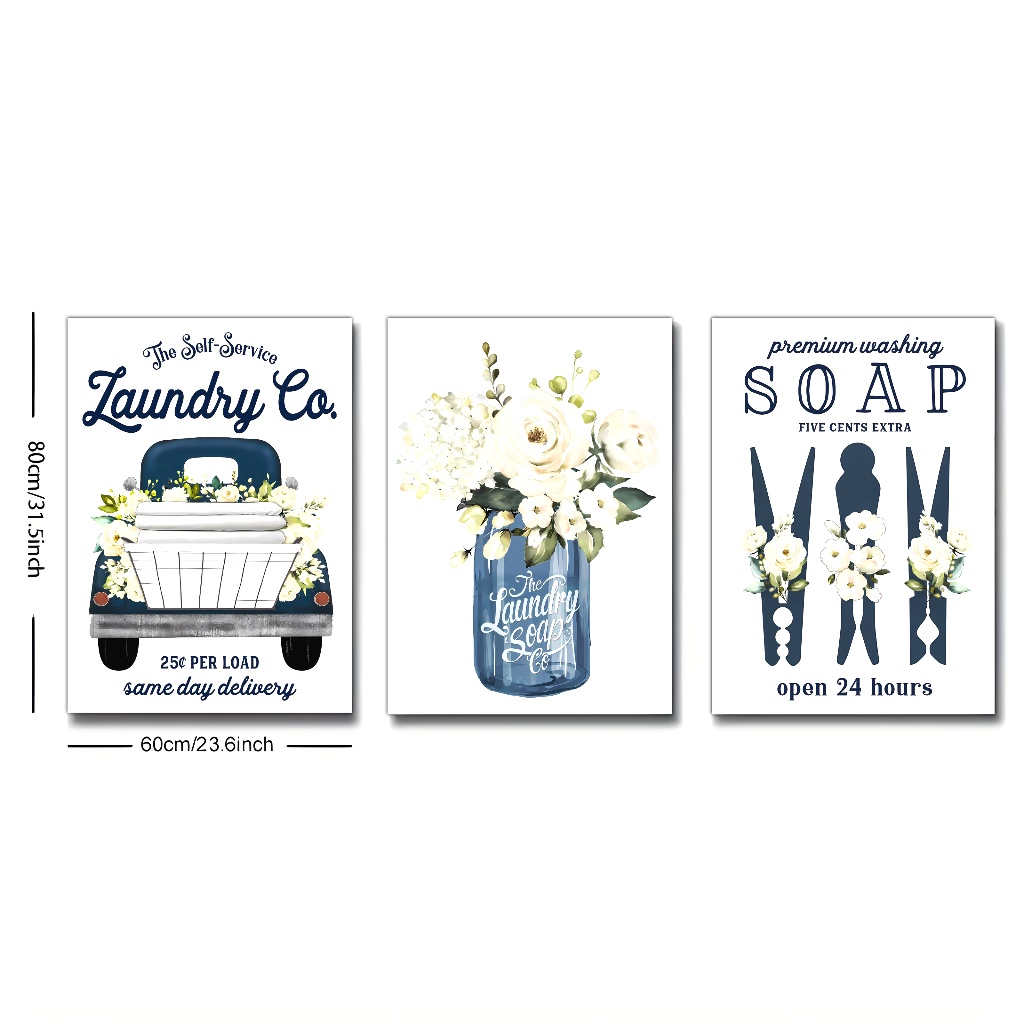 The Self-Service
Laundry Co.
25¢ PER LOAD
same day delivery
The
Laundry
Soap
Co
premium washing
SOAP
FIVE CENTS EXTRA
open 24 hours
80cm/31.5inch
60cm/23.6inch